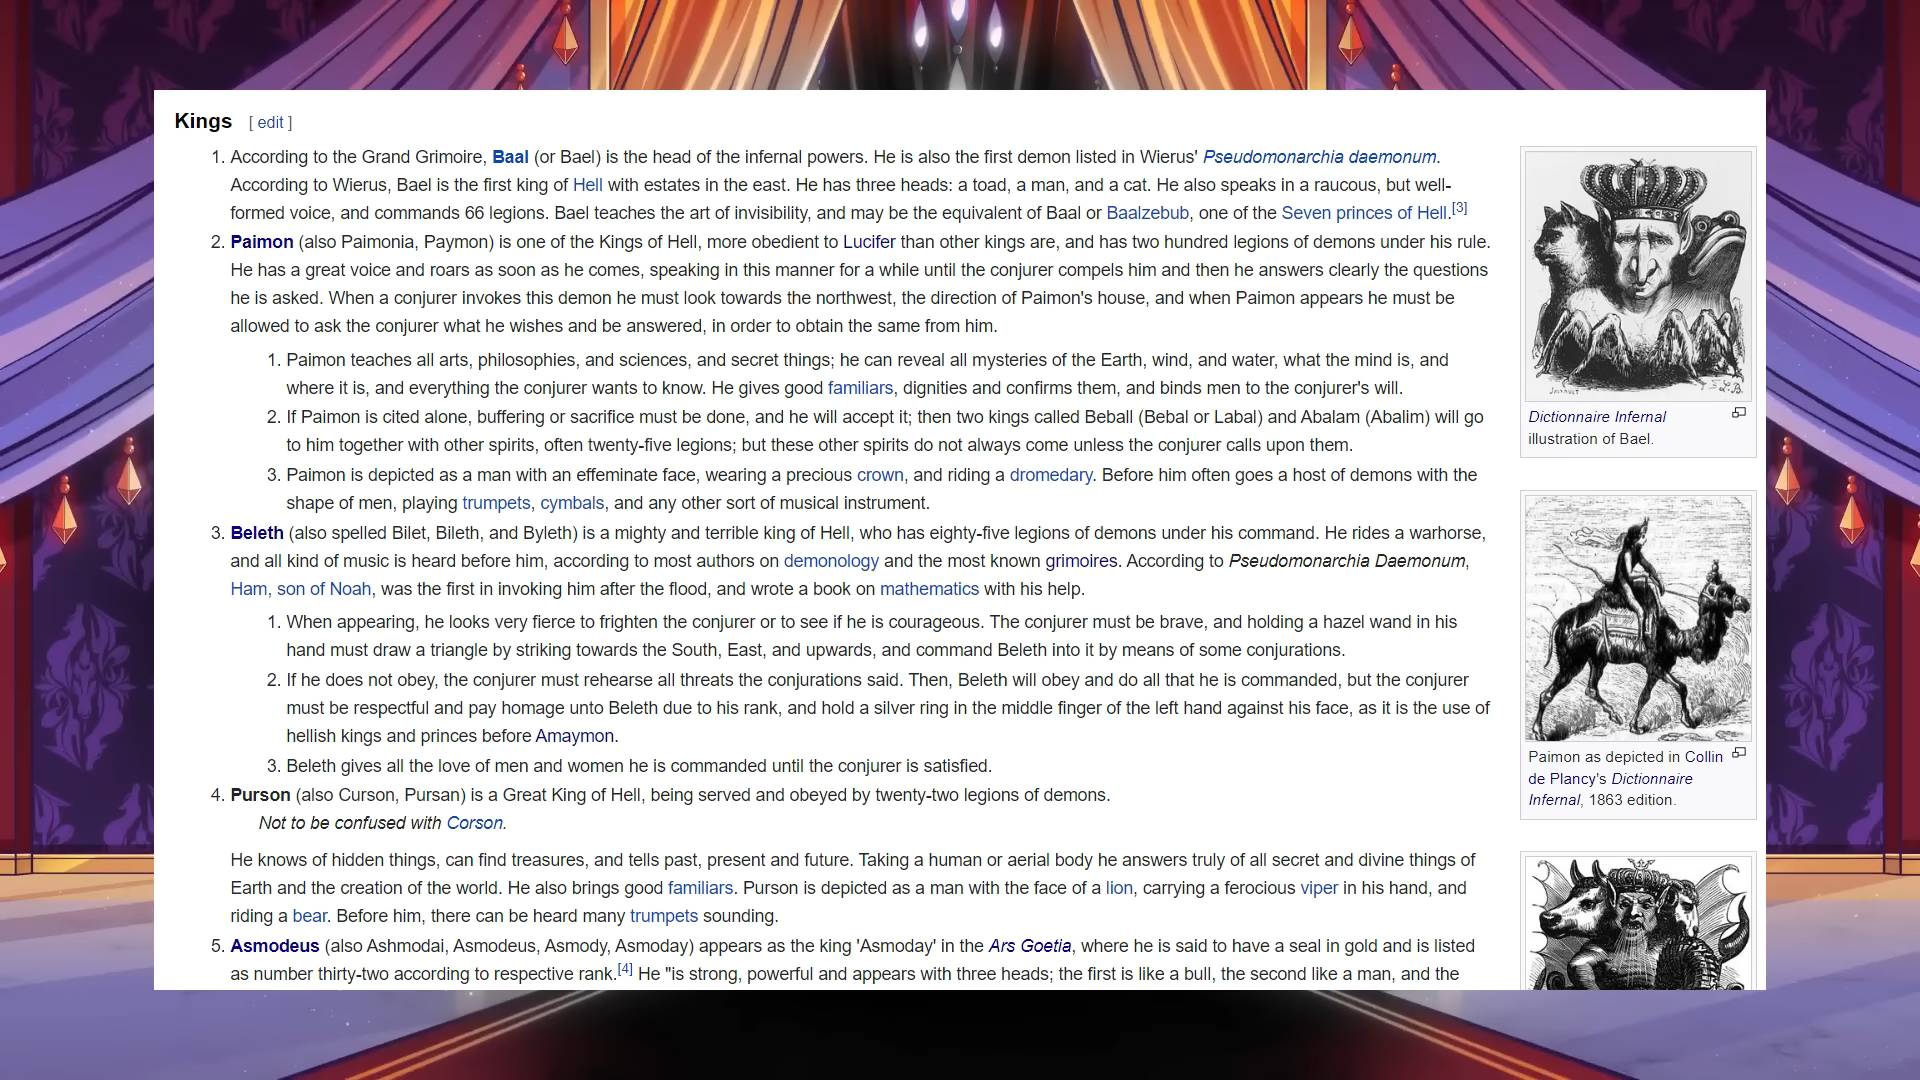 Kings [ edit ]
1. According to the Grand Grimoire, Baal (or Bael) is the head of the infernal powers. He is also the first demon listed in Wierus' Pseudomonarchia daemonum.
According to Wierus, Bael is the first king of Hell with estates in the east. He has three heads: a toad, a man, and a cat. He also speaks in a raucous, but well-
formed voice, and commands 66 legions. Bael teaches the art of invisibility, and may be the equivalent of Baal or Baalzebub, one of the Seven princes of Hell.[3]
2. Paimon (also Paimonia, Paymon) is one of the Kings of Hell, more obedient to Lucifer than other kings are, and has two hundred legions of demons under his rule.
He has a great voice and roars as soon as he comes, speaking in this manner for a while until the conjurer compels him and then he answers clearly the questions
he is asked. When a conjurer invokes this demon he must look towards the northwest, the direction of Paimon's house, and when Paimon appears he must be
allowed to ask the conjurer what he wishes and be answered, in order to obtain the same from him.
1. Paimon teaches all arts, philosophies, and sciences, and secret things; he can reveal all mysteries of the Earth, wind, and water, what the mind is, and
where it is, and everything the conjurer wants to know. He gives good familiars, dignities and confirms them, and binds men to the conjurer's will.
2. If Paimon is cited alone, buffering or sacrifice must be done, and he will accept it; then two kings called Beball (Bebal or Labal) and Abalam (Abalim) will go
to him together with other spirits, often twenty-five legions; but these other spirits do not always come unless the conjurer calls upon them.
3. Paimon is depicted as a man with an effeminate face, wearing a precious crown, and riding a dromedary. Before him often goes a host of demons with the
shape of men, playing trumpets, cymbals, and any other sort of musical instrument.
3. Beleth (also spelled Bilet, Bileth, and Byleth) is a mighty and terrible king of Hell, who has eighty-five legions of demons under his command. He rides a warhorse,
and all kind of music is heard before him, according to most authors on demonology and the most known grimoires. According to Pseudomonarchia Daemonum,
Ham, son of Noah, was the first in invoking him after the flood, and wrote a book on mathematics with his help.
1. When appearing, he looks very fierce to frighten the conjurer or to see if he is courageous. The conjurer must be brave, and holding a hazel wand in his
hand must draw a triangle by striking towards the South, East, and upwards, and command Beleth into it by means of some conjurations.
2. If he does not obey, the conjurer must rehearse all threats the conjurations said. Then, Beleth will obey and do all that he is commanded, but the conjurer
must be respectful and pay homage unto Beleth due to his rank, and hold a silver ring in the middle finger of the left hand against his face, as it is the use of
hellish kings and princes before Amaymon.
3. Beleth gives all the love of men and women he is commanded until the conjurer is satisfied.
4. Purson (also Curson, Pursan) is a Great King of Hell, being served and obeyed by twenty-two legions of demons.
Not to be confused with Corson.
He knows of hidden things, can find treasures, and tells past, present and future. Taking a human or aerial body he answers truly of all secret and divine things of
Earth and the creation of the world. He also brings good familiars. Purson is depicted as a man with the face of a lion, carrying a ferocious viper in his hand, and
riding a bear. Before him, there can be heard many trumpets sounding.
5. Asmodeus (also Ashmodai, Asmodeus, Asmody, Asmoday) appears as the king 'Asmoday' in the Ars Goetia, where he is said to have a seal in gold and is listed
as number thirty-two according to respective rank.[4] He "is strong, powerful and appears with three heads; the first is like a bull, the second like a man, and the
Dictionnaire Infernal
illustration of Bael.
Paimon as depicted in Collin
de Plancy's Dictionnaire
Infernal, 1863 edition.